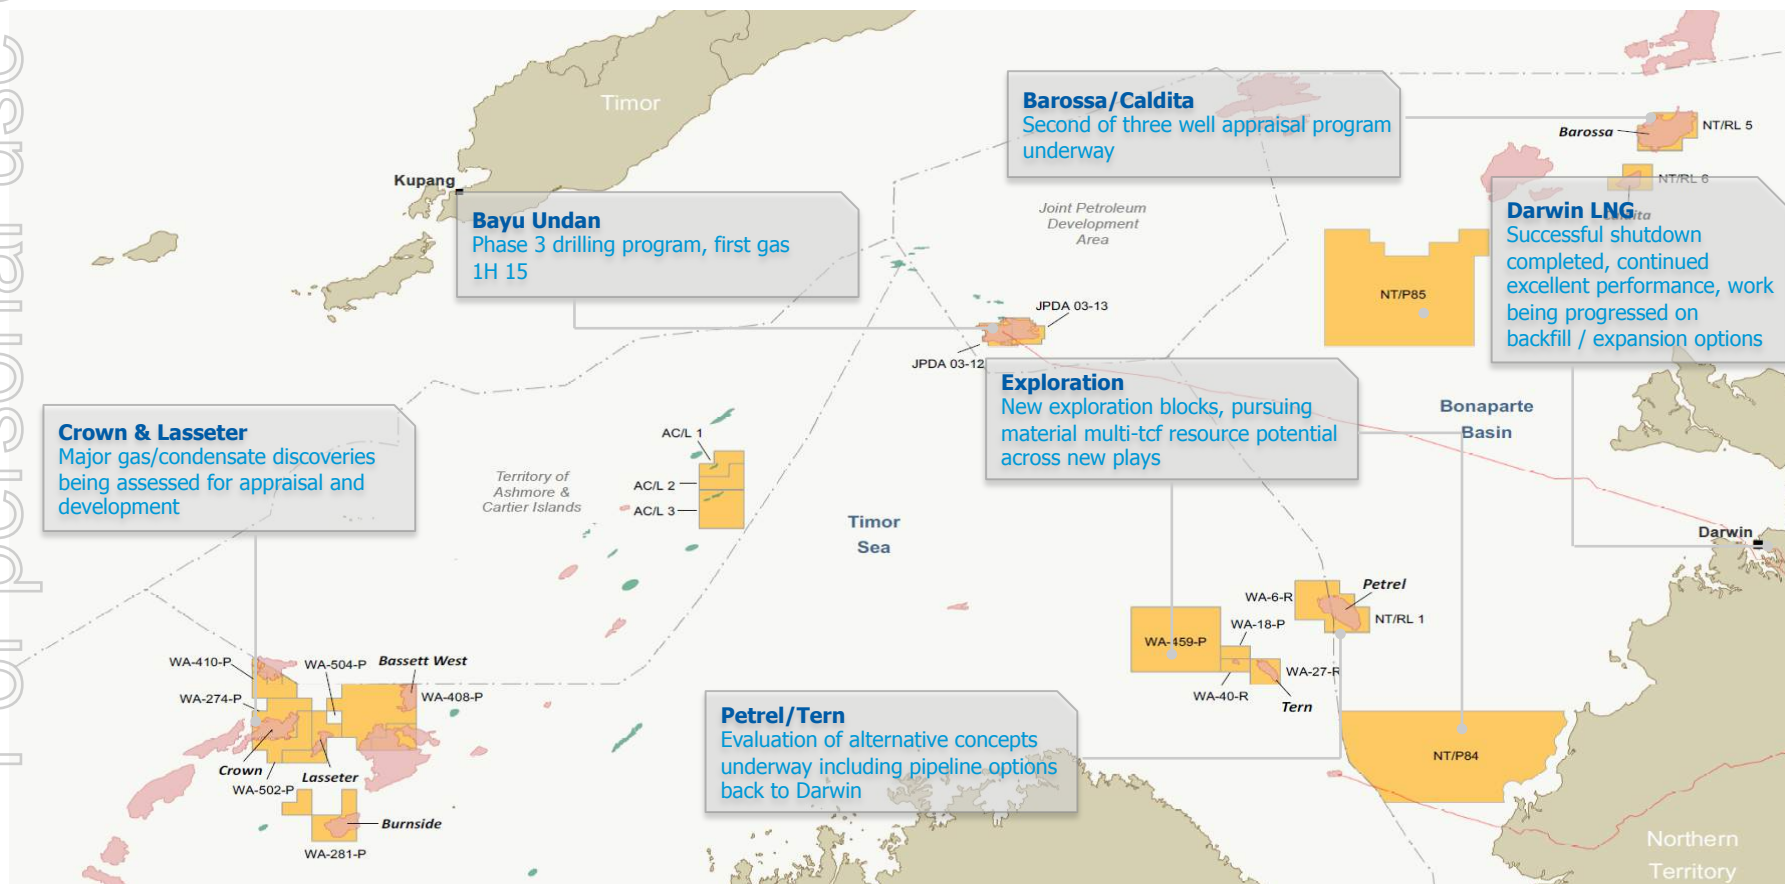 For personal use
Timor
Kupang
Barossa/Caldita
Second of three well appraisal program
underway
Barossa
NT/RL 5
NT/RL 6
Bayu Undan
Phase 3 drilling program, first gas
1H 15
Joint Petroleum
Development
Area
Darwin LNG
Successful shutdown
completed, continued
excellent performance, work
being progressed on
backfill / expansion options
NT/P85
JPDA 03-13
JPDA 03-12
Exploration
New exploration blocks, pursuing
material multi-tcf resource potential
across new plays
Bonaparte
Basin
Crown & Lasseter
Major gas/condensate discoveries
being assessed for appraisal and
development
AC/L 1
AC/L 2
AC/L 3
Territory of
Ashmore &
Cartier Islands
Timor
Sea
Darwin
Petrel
WA-6-R
NT/RL 1
WA-18-P
WA-459-P
WA-27-R
WA-40-R
Tern
WA-410-P
WA-504-P
Bassett West
WA-274-P
WA-408-P
Crown
Lasseter
WA-502-P
Burnside
WA-281-P
Petrel/Tern
Evaluation of alternative concepts
underway including pipeline options
back to Darwin
NT/P84
Northern
Territory